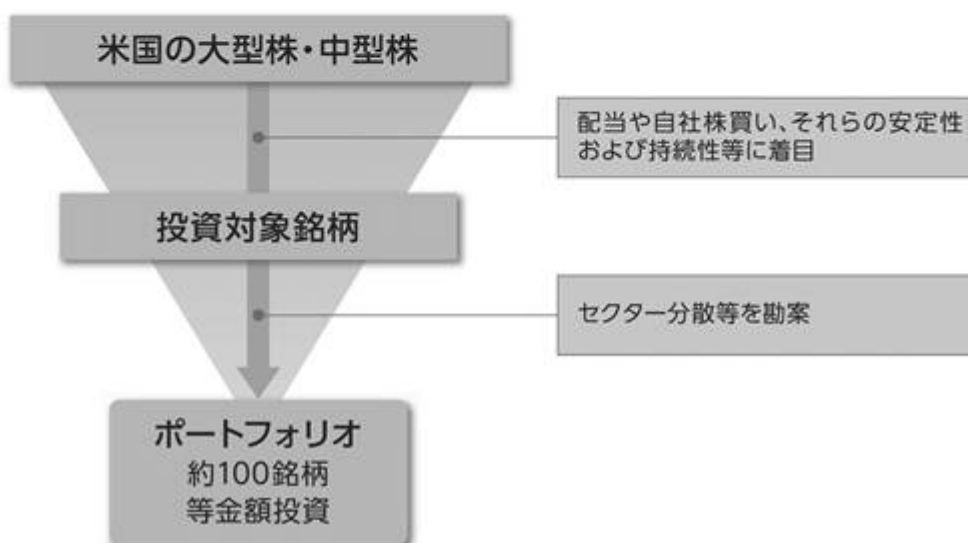 米国の大型株・中型株
配当や自社株買い、それらの安定性
および持続性等に着目
投資対象銘柄
セクター分散等を勘案
ポートフォリオ
約100銘柄
等金額投資